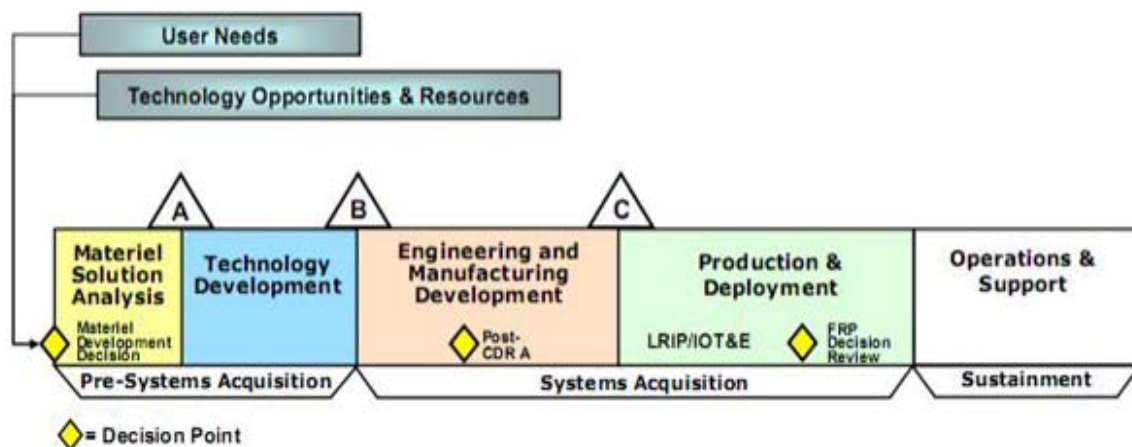 User Needs
Technology Opportunities & Resources
A
B
C
Materiel
Solution
Analysis
Technology
Development
Engineering and
Manufacturing
Development
Production &
Deployment
Operations &
Support
Materiel
Development
Decision
Post-
CDR A
LRIP/IOT&E
FRP
Decision
Review
Pre-Systems Acquisition
Systems Acquisition
Sustainment
= Decision Point